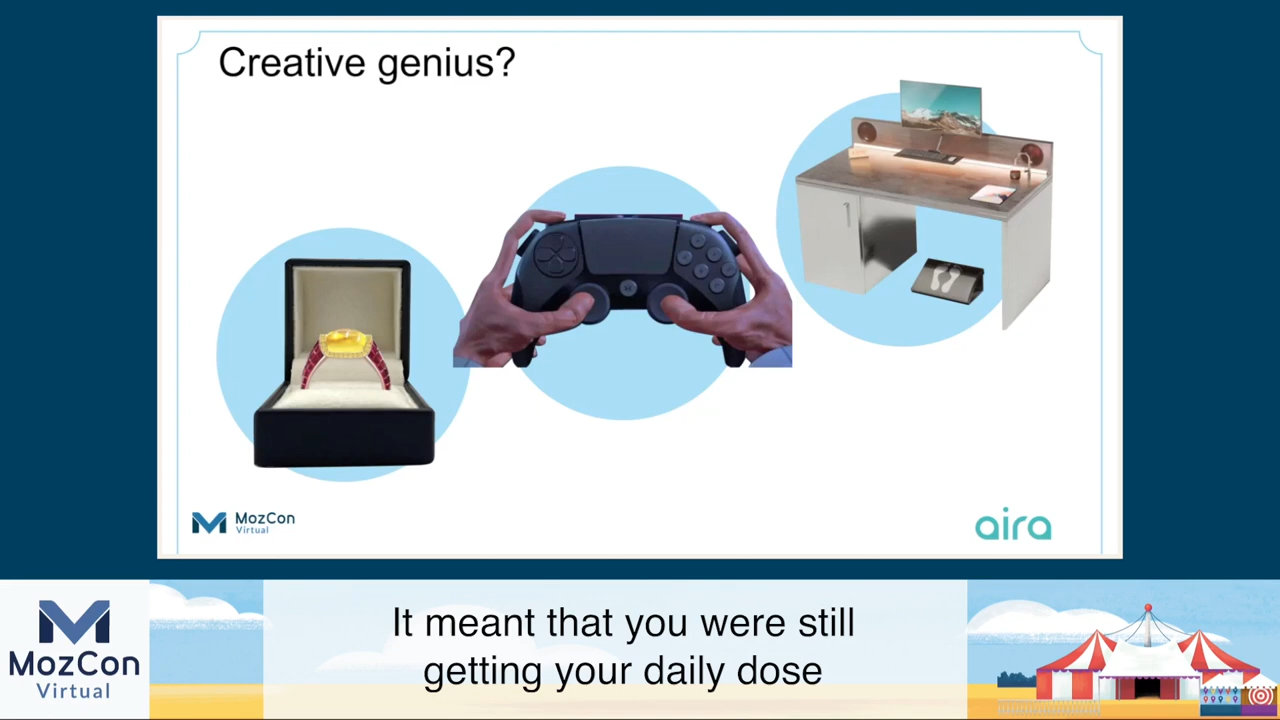 Creative genius?
MozCon
Virtual
aira
MozCon
Virtual
It meant that you were still
getting your daily dose